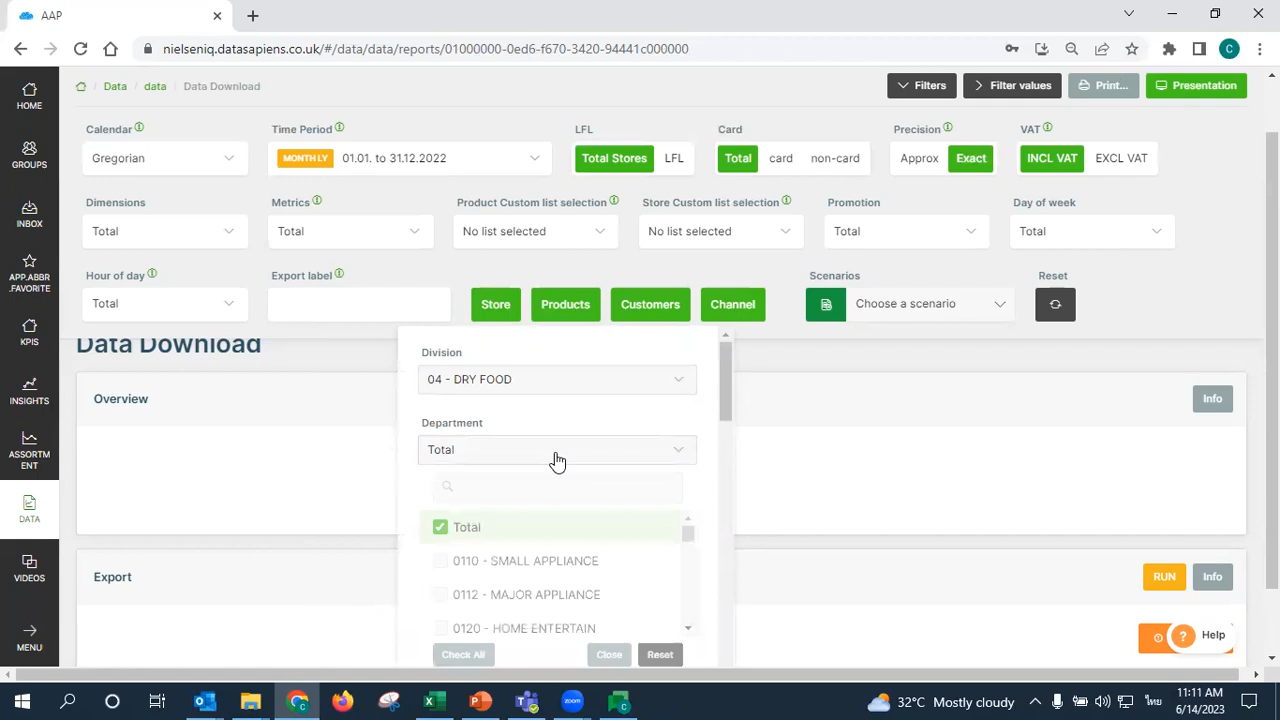 AAP
nielseniq.datasapiens.co.uk/#/data/data/reports/01000000-0ed6-f670-3420-94441c000000
C
HOME
GROUPS
INBOX
APP.ABBR
.FAVORITE
KPIS
INSIGHTS
ASSORTM
ENT
DATA
VIDEOS
MENU
Data / data / Data Download
Filters
Filter values
Print...
Presentation
Calendar
Time Period
LFL
Card
Precision
VAT
Gregorian
MONTHLY 01.01. to 31.12.2022
Total Stores LFL
Total card non-card
Approx Exact
INCL VAT EXCL VAT
Dimensions
Metrics
Product Custom list selection
Store Custom list selection
Promotion
Day of week
Total
Total
No list selected
No list selected
Total
Total
Hour of day
Export label
Scenarios
Reset
Total
Store
Products
Customers
Channel
Choose a scenario
Data Download
Division
04 - DRY FOOD
Overview
Info
Department
Total
Total
0110 - SMALL APPLIANCE
0112 - MAJOR APPLIANCE
0120 - HOME ENTERTAIN
Check All
Close
Reset
Export
RUN
Info
? Help
32°C Mostly cloudy
ไทย
11:11 AM
6/14/2023